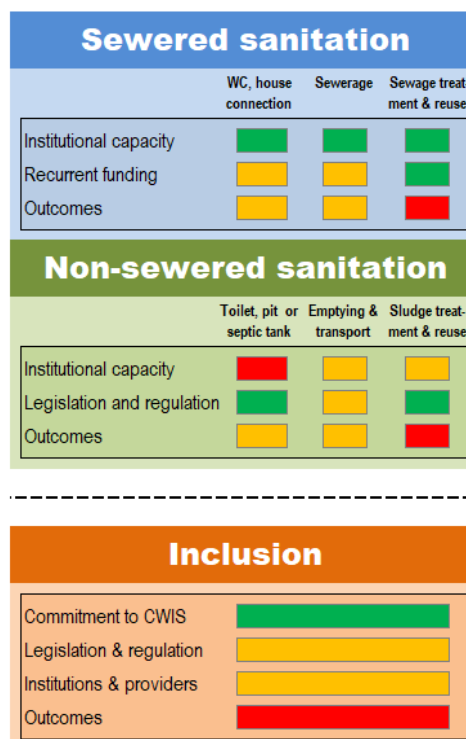 Sewered sanitation
WC, house Sewerage Sewage treat-
connection ment & reuse
Institutional capacity
Recurrent funding
Outcomes
Non-sewered sanitation
Toilet, pit or Emptying & Sludge treat-
septic tank transport ment & reuse
Institutional capacity
Legislation and regulation
Outcomes
Inclusion
Commitment to CWIS
Legislation & regulation
Institutions & providers
Outcomes